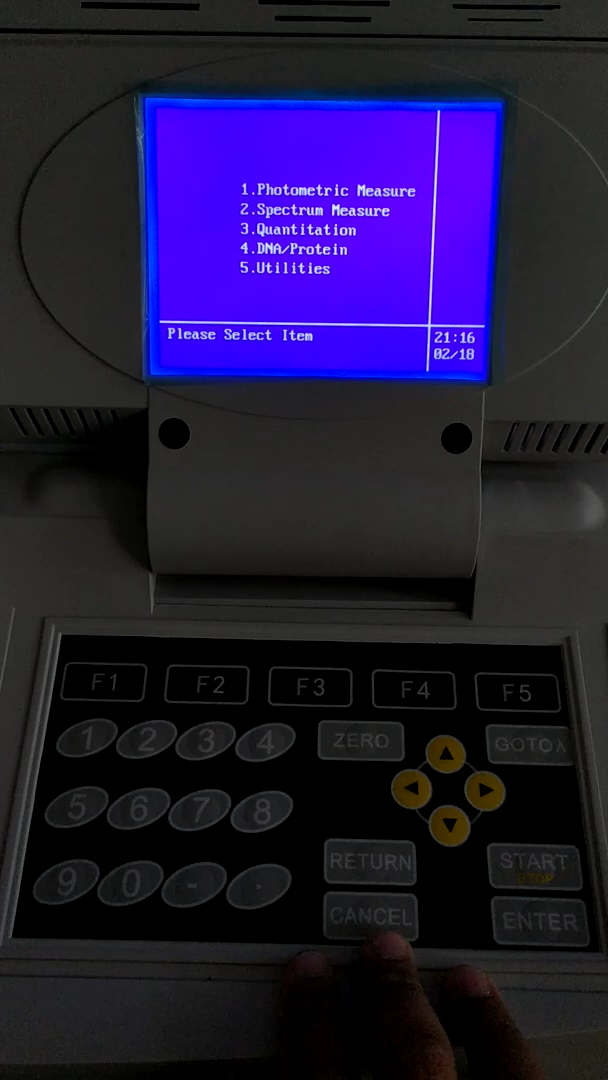 1.Photometric Measure
2.Spectrum Measure
3.Quantitation
4.DNA/Protein
5.Utilities
Please Select Item
21:16
02/18
F1 F2 F3 F4 F5
1 2 3 4 ZERO GOTOλ
5 6 7 8
RETURN START
STOP
9 0 - .
CANCEL ENTER